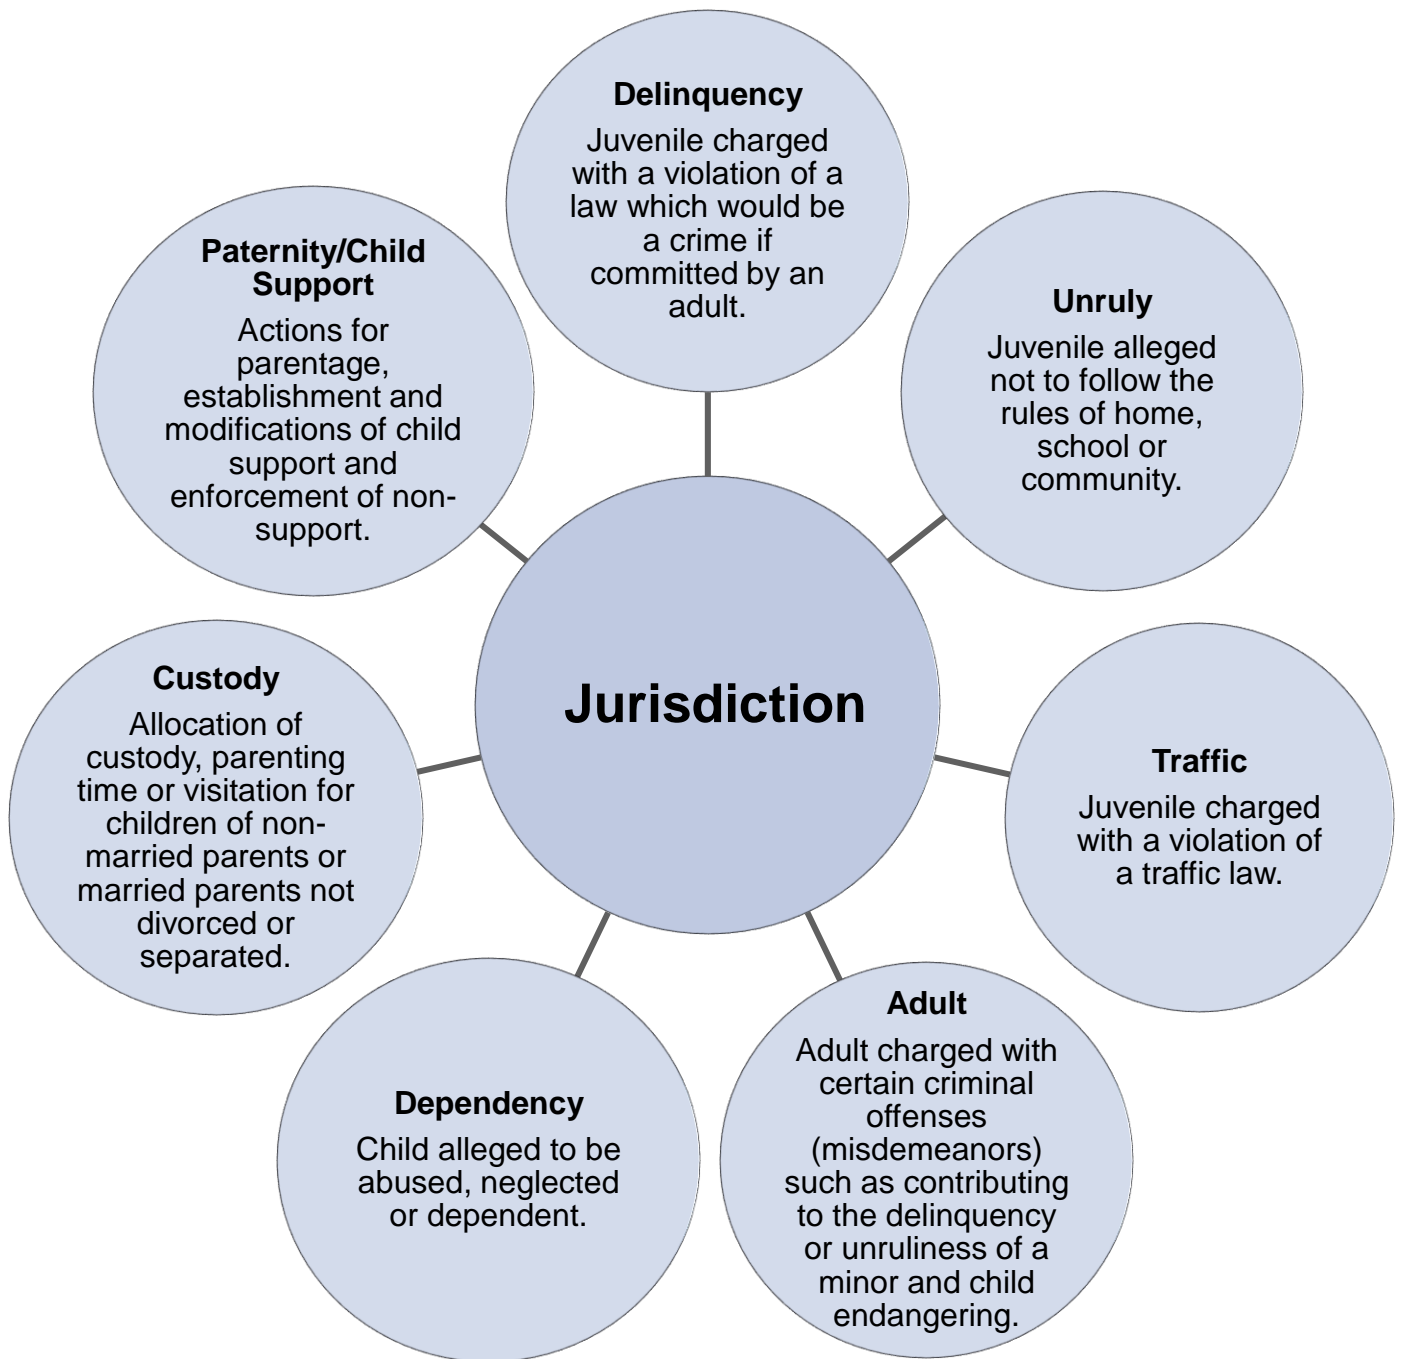 Delinquency
Juvenile charged
with a violation of a
law which would be
a crime if
committed by an
adult.
Unruly
Juvenile alleged
not to follow the
rules of home,
school or
community.
Traffic
Juvenile charged
with a violation of
a traffic law.
Adult
Adult charged with
certain criminal
offenses
(misdemeanors)
such as contributing
to the delinquency
or unruliness of a
minor and child
endangering.
Dependency
Child alleged to be
abused, neglected
or dependent.
Custody
Allocation of
custody, parenting
time or visitation for
children of non-
married parents or
married parents not
divorced or
separated.
Paternity/Child
Support
Actions for
parentage,
establishment and
modifications of child
support and
enforcement of non-
support.
Jurisdiction